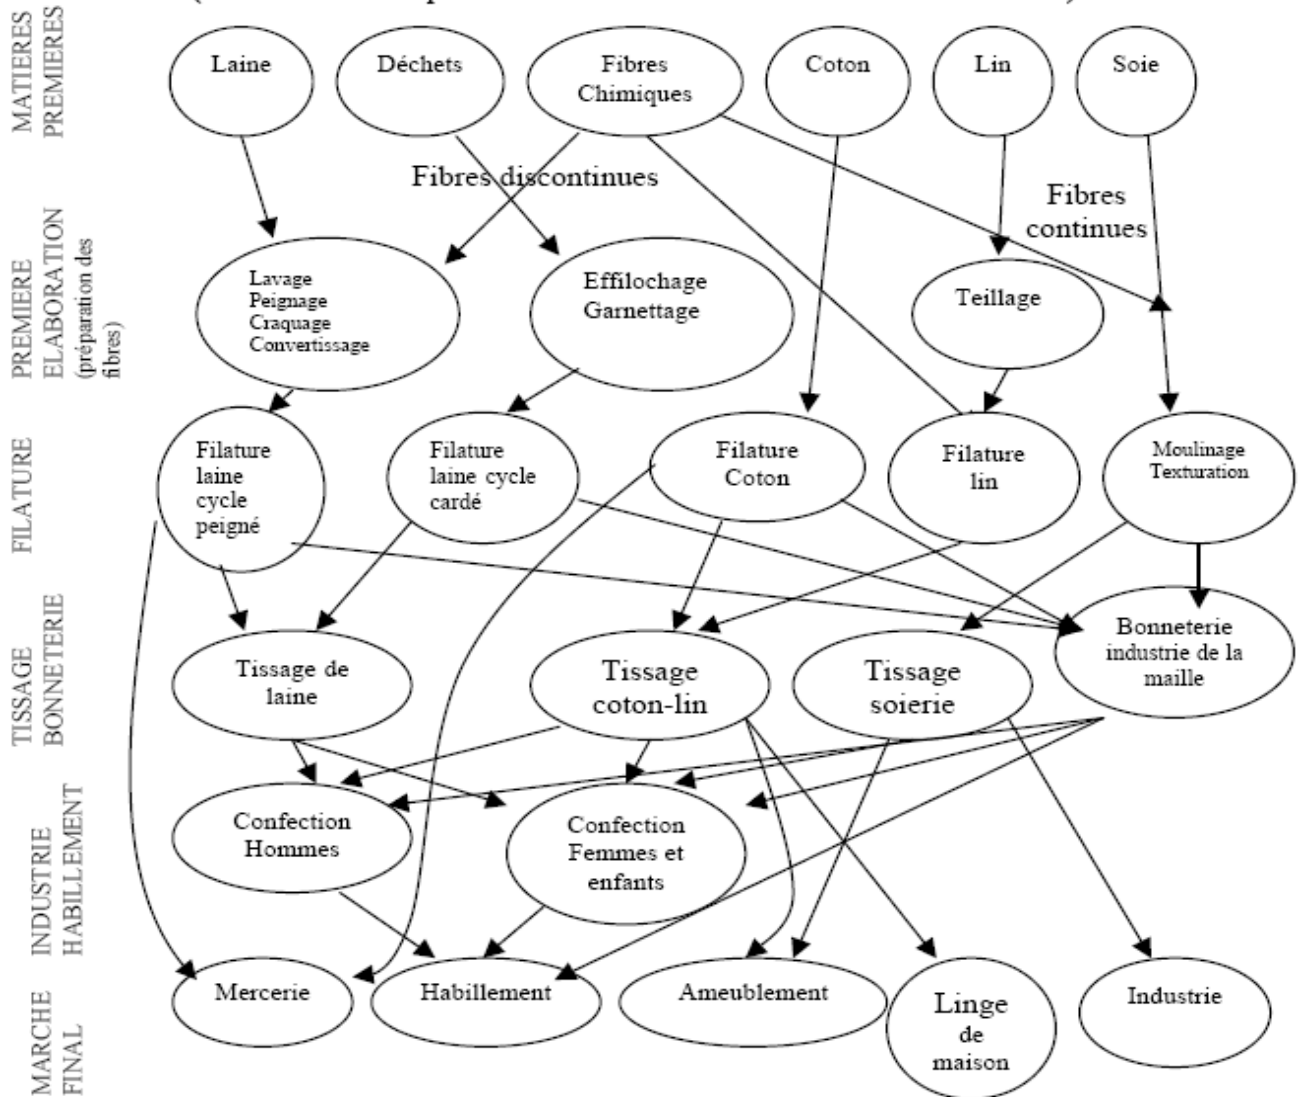 MATIERES
PREMIERES
Laine
Déchets
Fibres
Chimiques
Coton
Lin
Soie
Fibres discontinues
Fibres
continues
PREMIERE
ELABORATION
(préparation des
fibres)
Lavage
Peignage
Craquage
Convertissage
Effilochage
Garnettage
Teillage
FILATURE
Filature
laine
cycle
peigné
Filature
laine cycle
cardé
Filature
Coton
Filature
lin
Moulinage
Texturation
TISSAGE
BONNETERIE
Tissage de
laine
Tissage
coton-lin
Tissage
soierie
Bonneterie
industrie de la
maille
INDUSTRIE
HABILLEMENT
Confection
Hommes
Confection
Femmes et
enfants
MARCHE
FINAL
Mercerie
Habillement
Ameublement
Linge
de
maison
Industrie